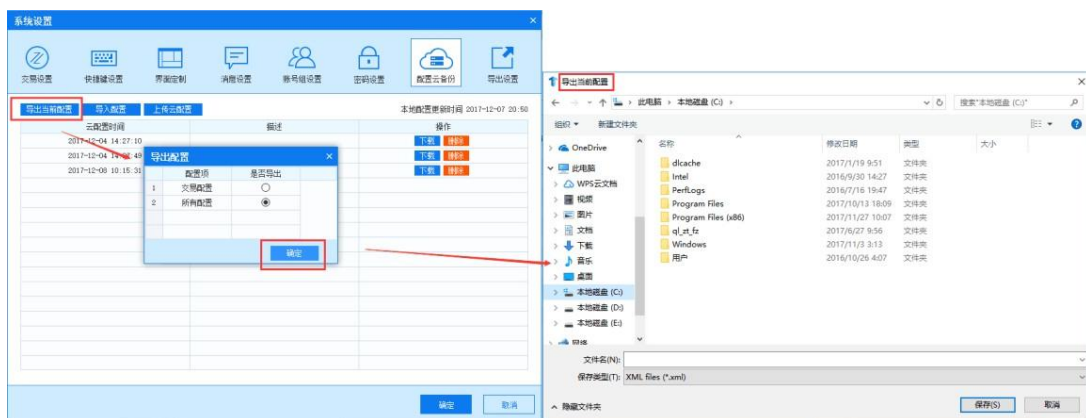 系统设置
交易设置 快捷键设置 界面定制 消息设置 账号组设置 密码设置 配置云备份 导出设置
导出当前配置 导入配置 上传云配置 本地配置更新时间 2017-12-07 20:50
云配置时间 描述 操作
2017-12-04 14:27:10 下载 删除
下载 删除
2017-12-08 10:15:31 下载 删除
导出配置
配置项 是否导出
1 交易配置
2 所有配置
确定
确定 取消
导出当前配置
此电脑 › 本地磁盘 (C:) 搜索"本地磁盘 (C:)"
组织 新建文件夹
名称 修改日期 类型 大小
dlcache 2017/1/19 9:51 文件夹
Intel 2016/9/30 14:27 文件夹
PerfLogs 2016/7/16 19:47 文件夹
Program Files 2017/10/13 18:09 文件夹
Program Files (x86) 2017/11/27 10:07 文件夹
ql_zt_fz 2017/6/27 9:56 文件夹
Windows 2017/11/3 3:13 文件夹
用户 2016/10/26 4:07 文件夹
OneDrive
此电脑
WPS云文档
视频
图片
文档
下载
音乐
桌面
本地磁盘 (C:)
本地磁盘 (D:)
本地磁盘 (E:)
网络
文件名(N):
保存类型(T): XML files (*.xml)
隐藏文件夹 保存(S) 取消